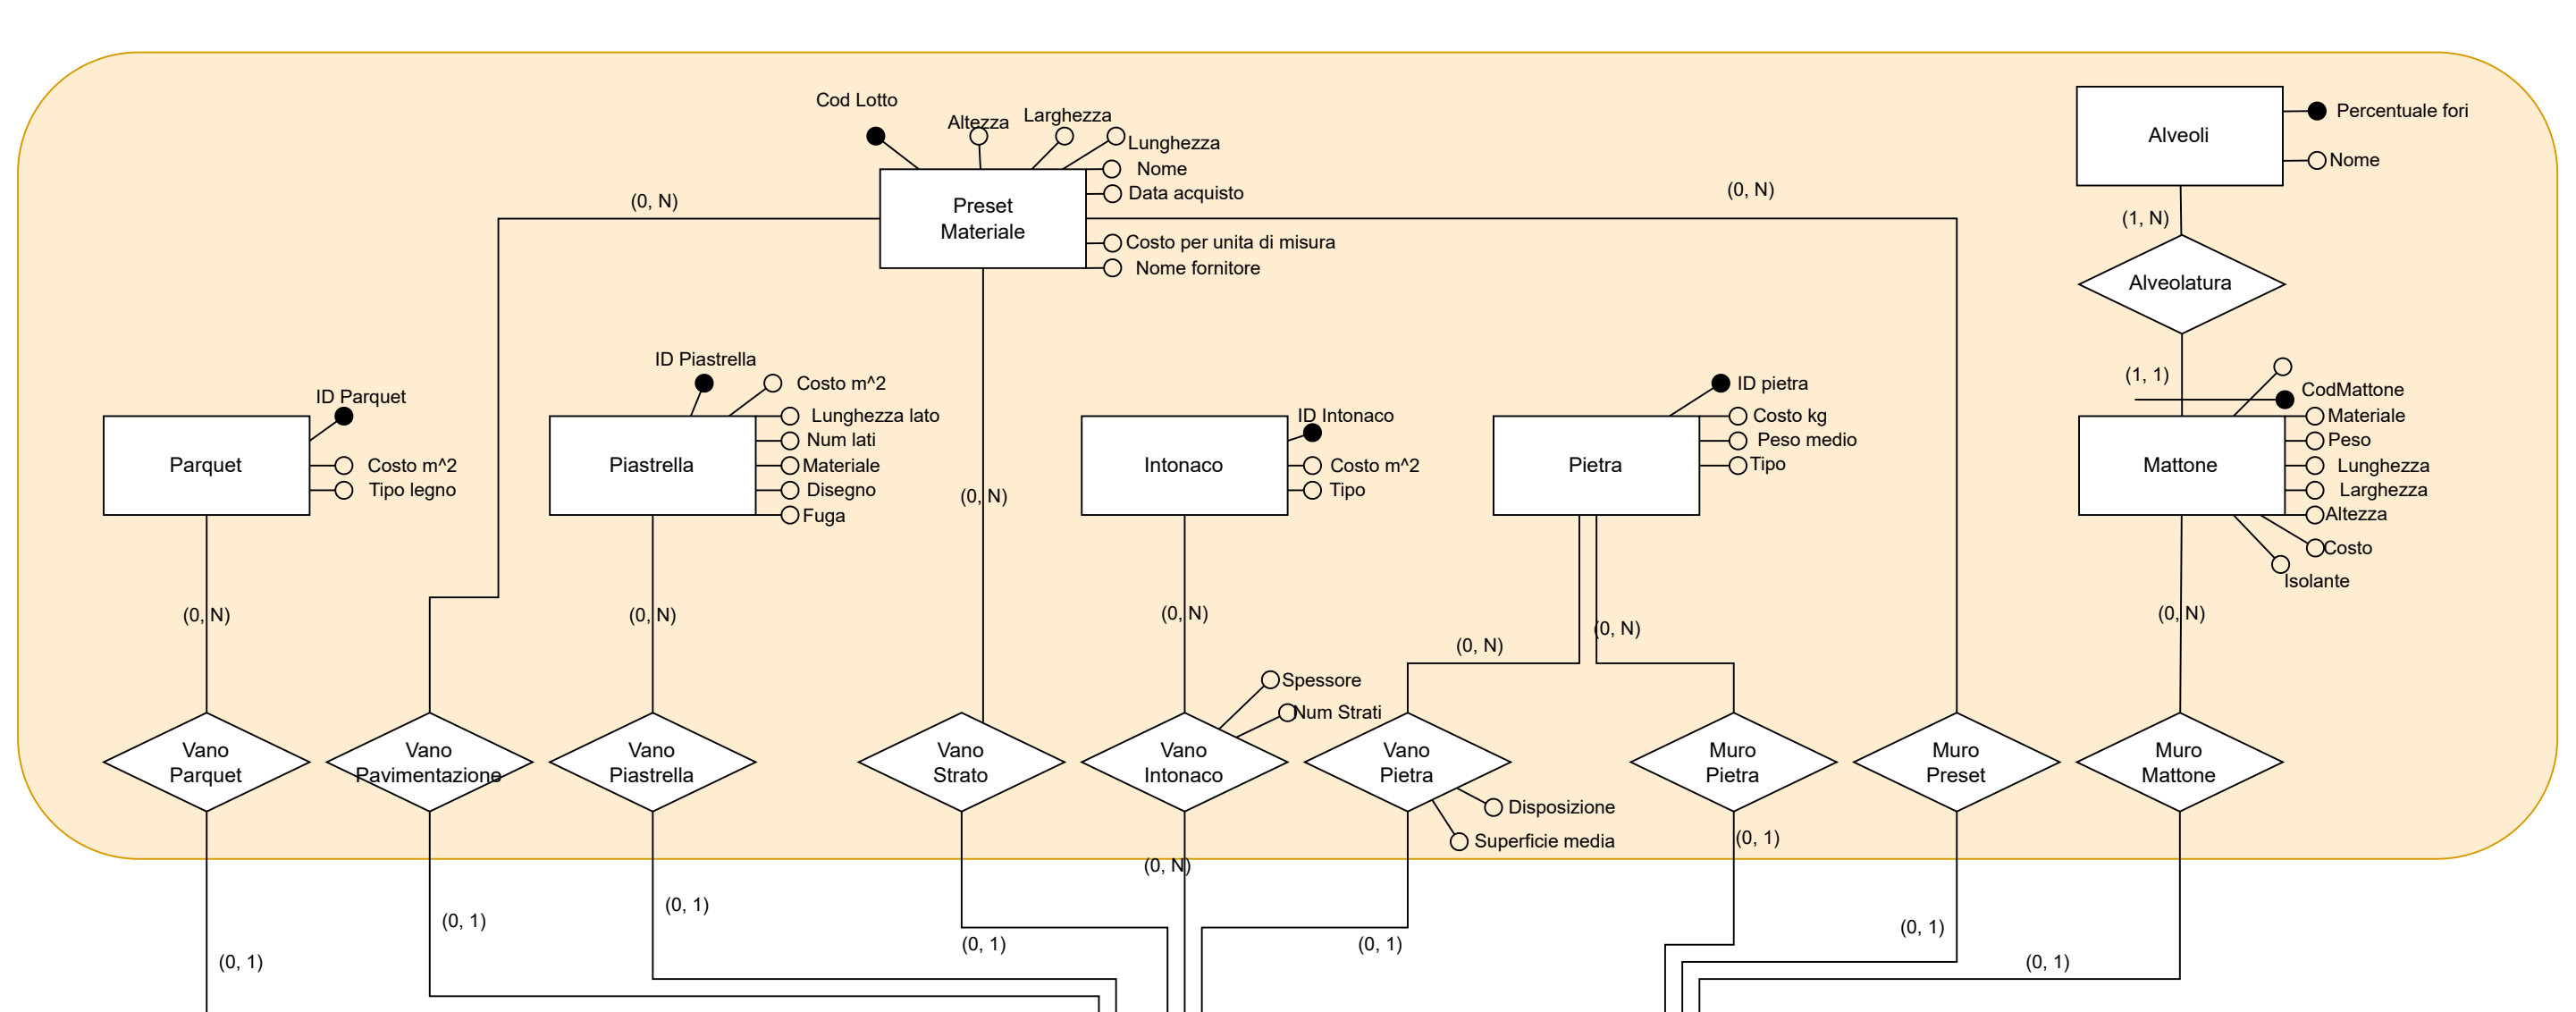 Cod Lotto
Altezza
Larghezza
Lunghezza
Nome
Data acquisto
Preset
Materiale
Costo per unita di misura
Nome fornitore
(0, N)
(0, N)
Alveoli
Percentuale fori
Nome
(1, N)
Alveolatura
(1, 1)
ID Parquet
Parquet
Costo m^2
Tipo legno
ID Piastrella
Costo m^2
Lunghezza lato
Num lati
Piastrella
Materiale
Disegno
Fuga
(0, N)
ID Intonaco
Intonaco
Costo m^2
Tipo
ID pietra
Costo kg
Peso medio
Pietra
Tipo
CodMattone
Materiale
Peso
Mattone
Lunghezza
Larghezza
Altezza
Costo
Isolante
(0, N)
(0, N)
(0, N)
(0, N)
(0, N)
(0, N)
Spessore
Num Strati
Vano
Parquet
Vano
Pavimentazione
Vano
Piastrella
Vano
Strato
Vano
Intonaco
Vano
Pietra
Muro
Pietra
Muro
Preset
Muro
Mattone
Disposizione
Superficie media
(0, 1)
(0, N)
(0, 1)
(0, 1)
(0, 1)
(0, 1)
(0, 1)
(0, 1)
(0, 1)